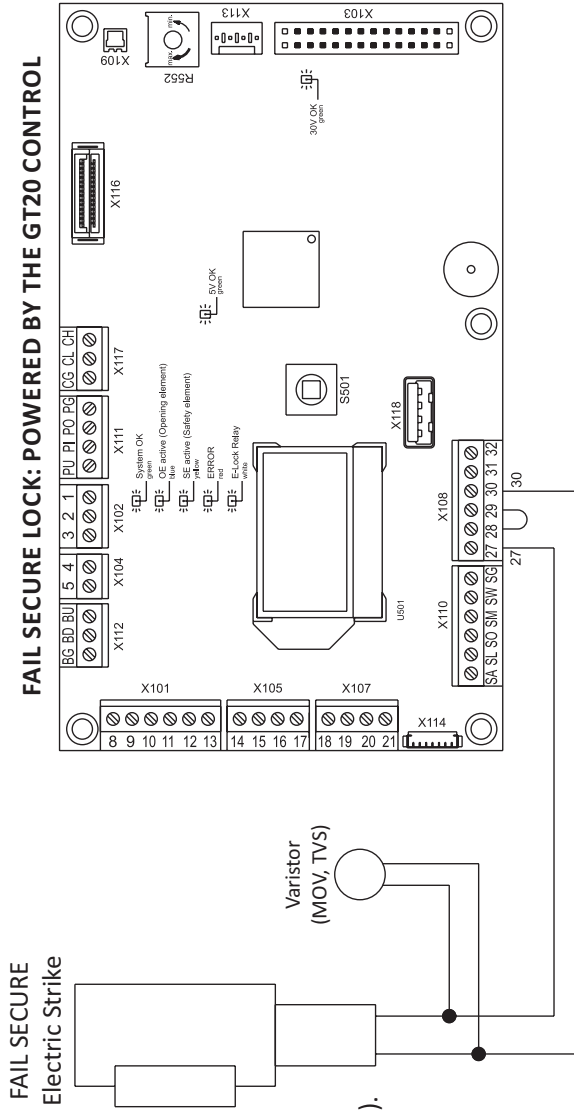 FAIL SECURE LOCK: POWERED BY THE GT20 CONTROL
FAIL SECURE
Electric Strike
).
Varistor
(MOV, TVS)
X112
BG BD BU
X104
5 4
X102
3 2 1
X111
PU PI PO PG
X117
CG CL CH
X116
X109
R552
max. min.
X113
X103
30V OK
green
5V OK
green
System OK
green
OE active (Opening element)
blue
SE active (Safety element)
yellow
ERROR
red
E-Lock Relay
white
X101
8 9 10 11 12 13
X105
14 15 16 17
X107
18 19 20 21
X114
U501
S501
X118
X110
SA SL SO SM SW SG
X108
27 28 29 30 31 32
27
30